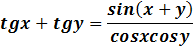 tgx + tgy = sin(x + y) / cosxcosy